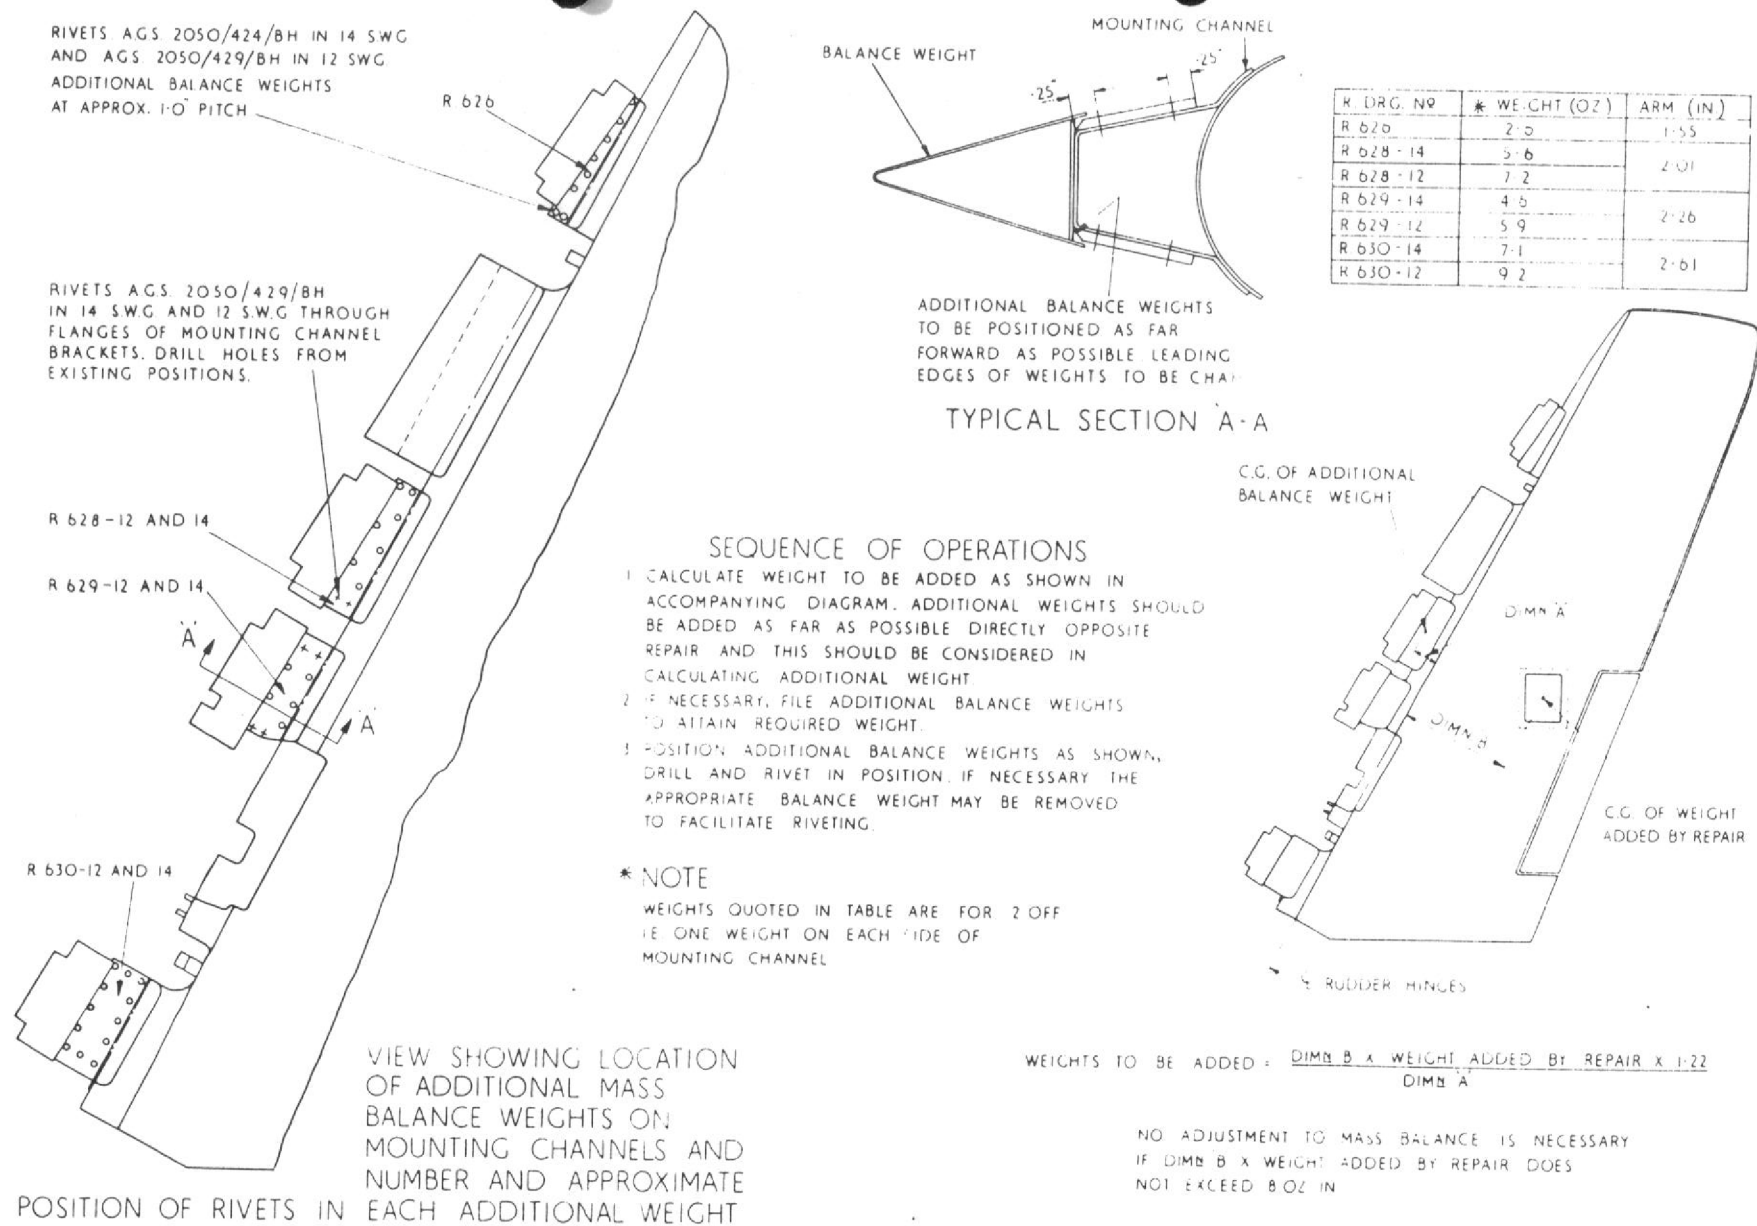 RIVETS A.G.S. 2050/424/BH IN 14 SWG
AND AGS. 2050/429/BH IN 12 SWG
ADDITIONAL BALANCE WEIGHTS
AT APPROX. 1·0" PITCH
R 626
RIVETS A.G.S. 2050/429/BH
IN 14 S.W.G AND 12 S.W.G THROUGH
FLANGES OF MOUNTING CHANNEL
BRACKETS. DRILL HOLES FROM
EXISTING POSITIONS.
R 628-12 AND 14
R 629-12 AND 14
'A'
'A'
R 630-12 AND 14
VIEW SHOWING LOCATION
OF ADDITIONAL MASS
BALANCE WEIGHTS ON
MOUNTING CHANNELS AND
NUMBER AND APPROXIMATE
POSITION OF RIVETS IN EACH ADDITIONAL WEIGHT
MOUNTING CHANNEL
BALANCE WEIGHT
·25"
·25"
ADDITIONAL BALANCE WEIGHTS
TO BE POSITIONED AS FAR
FORWARD AS POSSIBLE LEADING
EDGES OF WEIGHTS TO BE
TYPICAL SECTION 'A-A
R. DRG. Nº * WEIGHT (OZ) ARM (IN.)
R 626 2·5 1·55
R 628-14 5·6 2·01
R 628-12 7·2
R 629-14 4·6 2·26
R 629-12 5·9
R 630-14 7·1 2·61
R 630-12 9·2
SEQUENCE OF OPERATIONS
1 CALCULATE WEIGHT TO BE ADDED AS SHOWN IN
ACCOMPANYING DIAGRAM. ADDITIONAL WEIGHTS SHOULD
BE ADDED AS FAR AS POSSIBLE DIRECTLY OPPOSITE
REPAIR AND THIS SHOULD BE CONSIDERED IN
CALCULATING ADDITIONAL WEIGHT
2 IF NECESSARY, FILE ADDITIONAL BALANCE WEIGHTS
TO ATTAIN REQUIRED WEIGHT.
3 POSITION ADDITIONAL BALANCE WEIGHTS AS SHOWN,
DRILL AND RIVET IN POSITION. IF NECESSARY THE
APPROPRIATE BALANCE WEIGHT MAY BE REMOVED
TO FACILITATE RIVETING.
* NOTE
WEIGHTS QUOTED IN TABLE ARE FOR 2 OFF
I.E. ONE WEIGHT ON EACH SIDE OF
MOUNTING CHANNEL
C.G. OF ADDITIONAL
BALANCE WEIGHT
DIMN 'A'
DIMN B
C.G. OF WEIGHT
ADDED BY REPAIR
℄ RUDDER HINGES
WEIGHTS TO BE ADDED = DIMN B X WEIGHT ADDED BY REPAIR X 1·22
DIMN 'A'
NO ADJUSTMENT TO MASS BALANCE IS NECESSARY
IF DIMN B X WEIGHT ADDED BY REPAIR DOES
NOT EXCEED 8 OZ IN